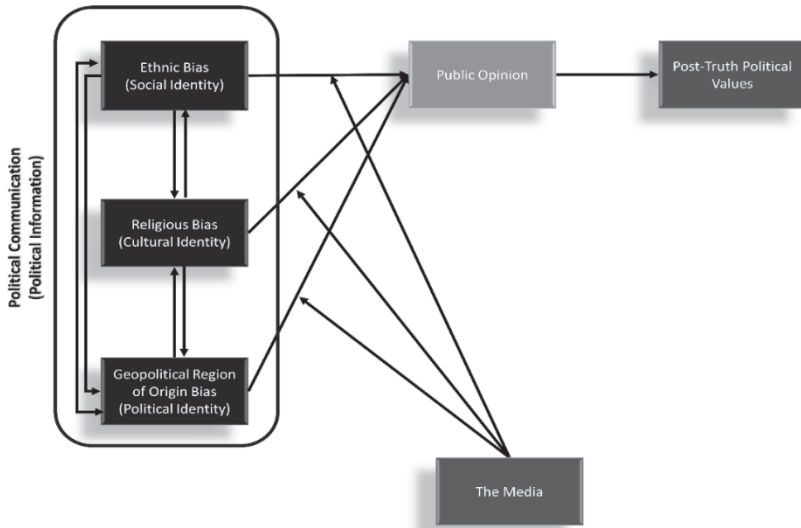 Political Communication
(Political Information)
Ethnic Bias
(Social Identity)
Public Opinion
Post-Truth Political
Values
Religious Bias
(Cultural Identity)
Geopolitical Region
of Origin Bias
(Political Identity)
The Media